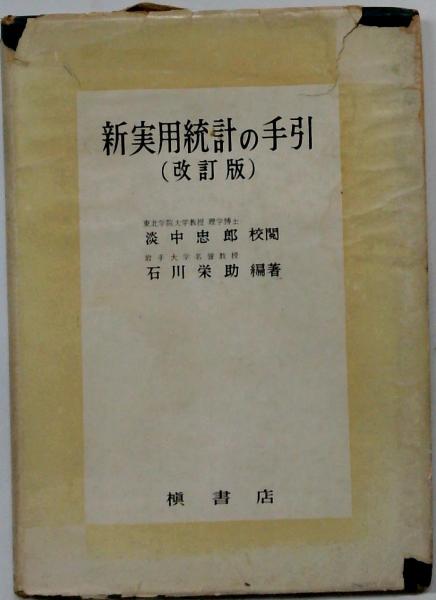 新実用統計の手引
(改訂版)
東北学院大学教授 理学博士
淡中忠郎 校閲
岩手大学名誉教授
石川栄助 編著
槇書店